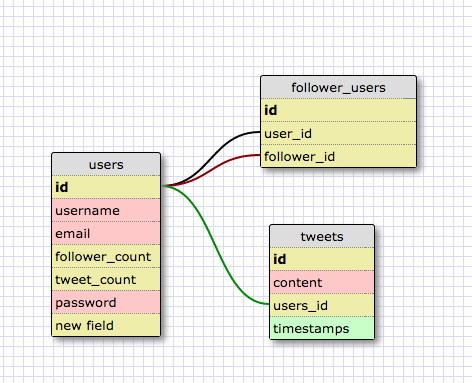 users
id
username
email
follower_count
tweet_count
password
new field
follower_users
id
user_id
follower_id
tweets
id
content
users_id
timestamps